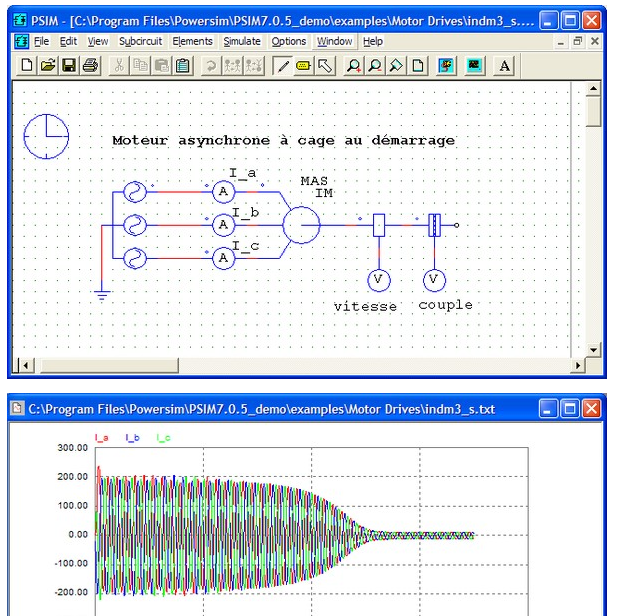 PSIM - [C:\Program Files\Powersim\PSIM7.0.5_demo\examples\Motor Drives\indm3_s....
File Edit View Subcircuit Elements Simulate Options Window Help
A
Moteur asynchrone à cage au démarrage
I_a
MAS
A
IM
I_b
A
I_c
A
V V
vitesse couple
C:\Program Files\Powersim\PSIM7.0.5_demo\examples\Motor Drives\indm3_s.txt
I_a I_b I_c
300.00
200.00
100.00
0.00
-100.00
-200.00